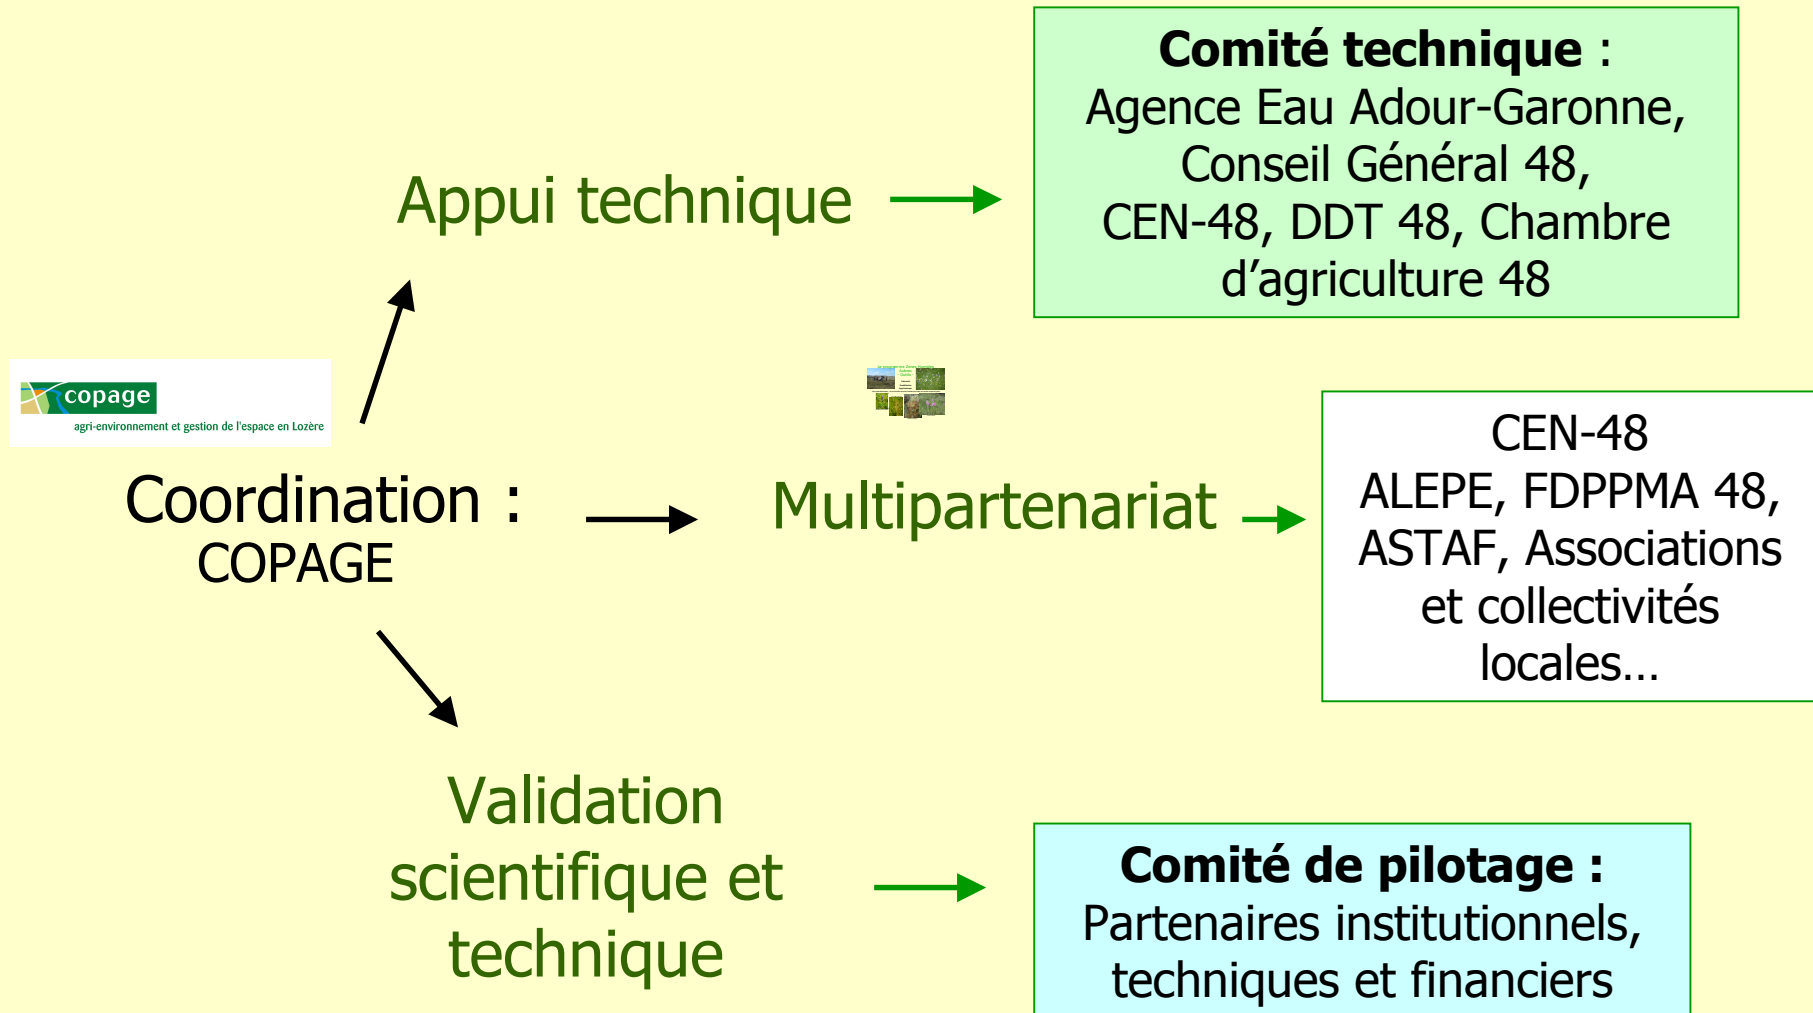 Comité technique :
Agence Eau Adour-Garonne,
Conseil Général 48,
CEN-48, DDT 48, Chambre
d’agriculture 48
Appui technique
copage
agri-environnement et gestion de l'espace en Lozère
Coordination :
COPAGE
Multipartenariat
CEN-48
ALEPE, FDPPMA 48,
ASTAF, Associations
et collectivités
locales…
Validation
scientifique et
technique
Comité de pilotage :
Partenaires institutionnels,
techniques et financiers